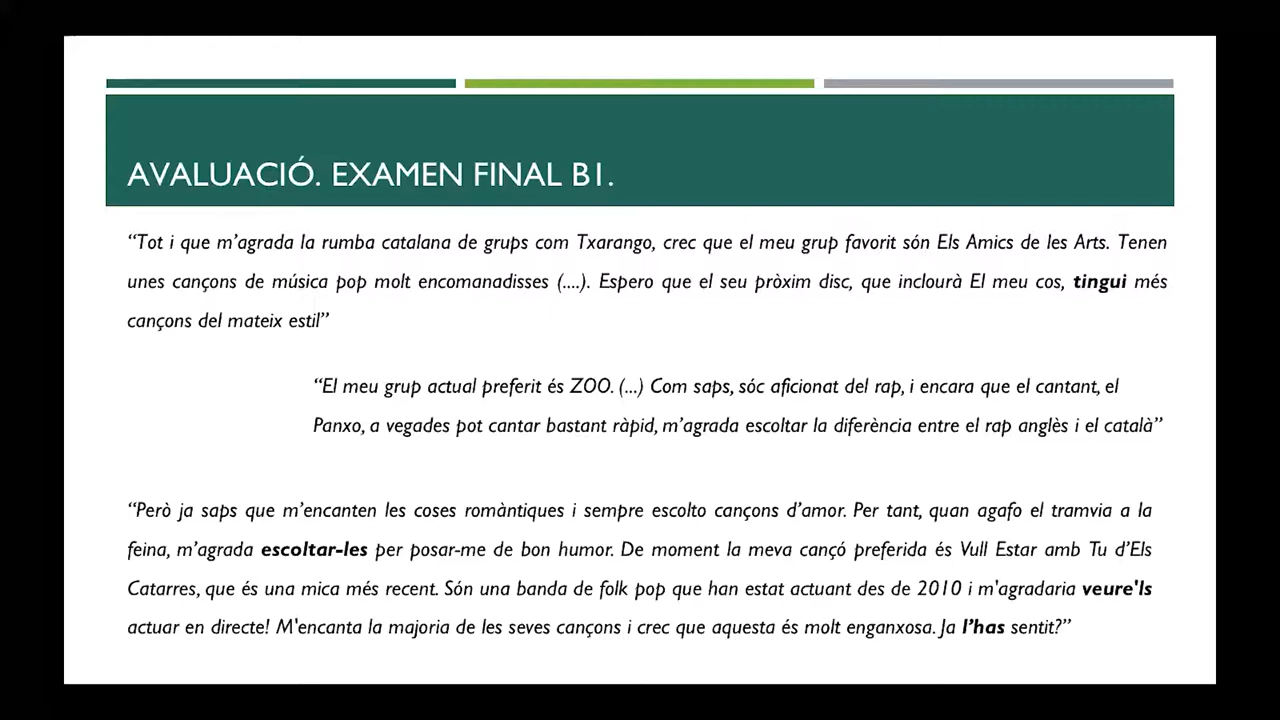 AVALUACIÓ. EXAMEN FINAL B1.
“Tot i que m’agrada la rumba catalana de grups com Txarango, crec que el meu grup favorit són Els Amics de les Arts. Tenen
unes cançons de música pop molt encomanadisses (....). Espero que el seu pròxim disc, que inclourà El meu cos, tingui més
cançons del mateix estil”
“El meu grup actual preferit és ZOO. (...) Com saps, sóc aficionat del rap, i encara que el cantant, el
Panxo, a vegades pot cantar bastant ràpid, m’agrada escoltar la diferència entre el rap anglès i el català”
“Però ja saps que m’encanten les coses romàntiques i sempre escolto cançons d’amor. Per tant, quan agafo el tramvia a la
feina, m’agrada escoltar-les per posar-me de bon humor. De moment la meva cançó preferida és Vull Estar amb Tu d’Els
Catarres, que és una mica més recent. Són una banda de folk pop que han estat actuant des de 2010 i m'agradaria veure'ls
actuar en directe! M'encanta la majoria de les seves cançons i crec que aquesta és molt enganxosa. Ja l’has sentit?”